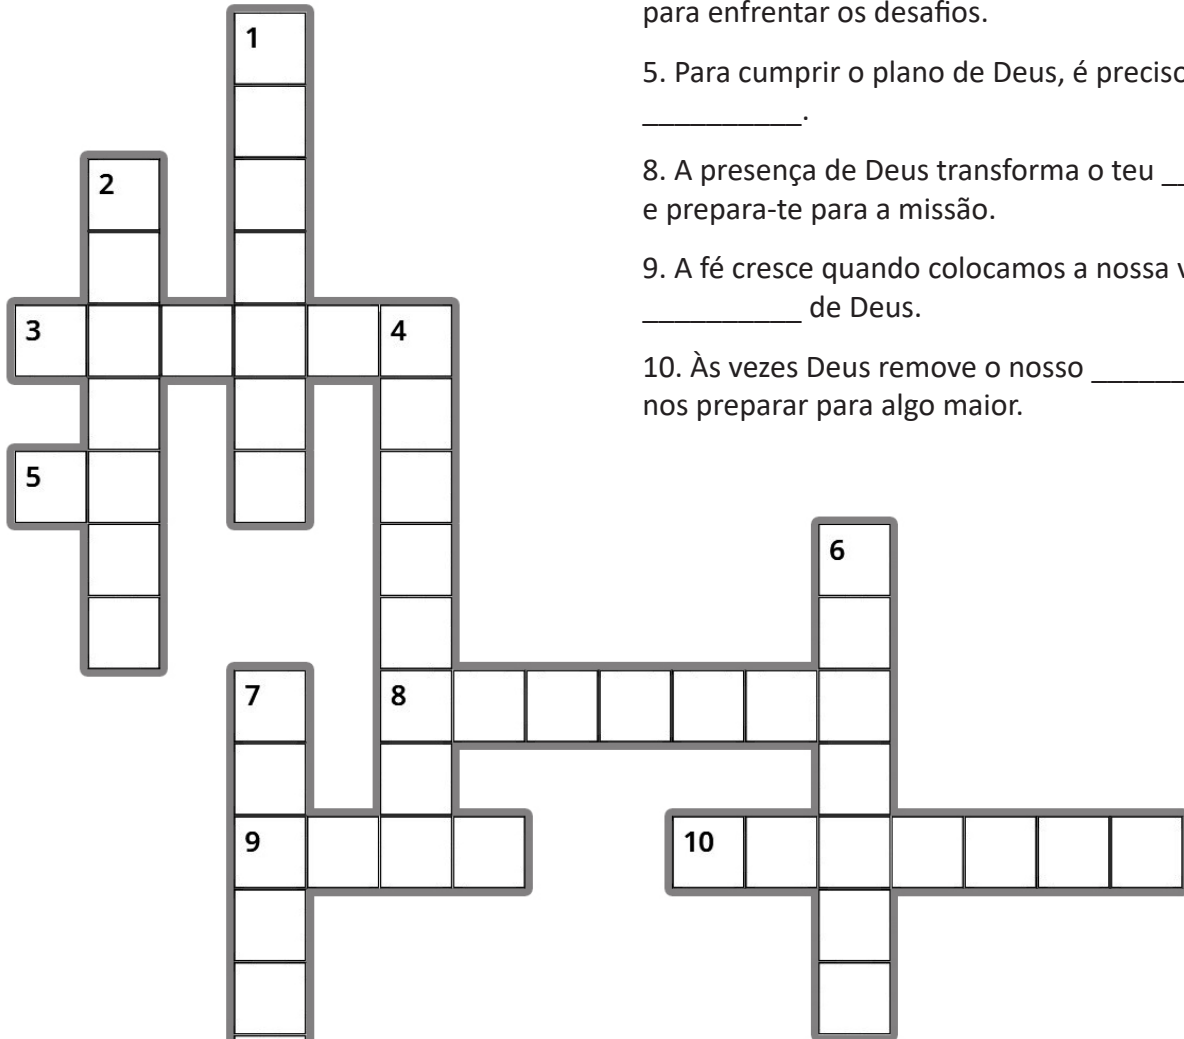 para enfrentar os desafios.
5. Para cumprir o plano de Deus, é preciso
__________.
8. A presença de Deus transforma o teu __
e prepara-te para a missão.
9. A fé cresce quando colocamos a nossa v
__________ de Deus.
10. Às vezes Deus remove o nosso ______
nos preparar para algo maior.
1
2
3
4
5
6
7
8
9
10